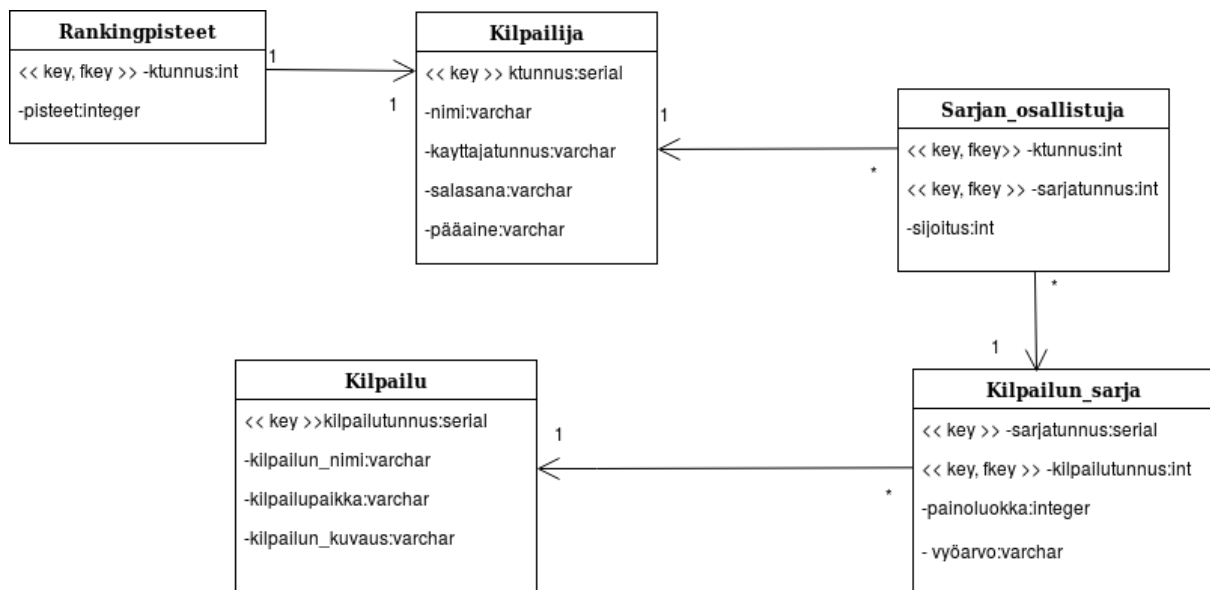 Rankingpisteet
<< key, fkey >> -ktunnus:int
-pisteet:integer
1
1
Kilpailija
<< key >> ktunnus:serial
-nimi:varchar
-kayttajatunnus:varchar
-salasana:varchar
-pääaine:varchar
1
*
Sarjan_osallistuja
<< key, fkey>> -ktunnus:int
<< key, fkey >> -sarjatunnus:int
-sijoitus:int
*
1
Kilpailu
<< key >>kilpailutunnus:serial
-kilpailun_nimi:varchar
-kilpailupaikka:varchar
-kilpailun_kuvaus:varchar
1
*
Kilpailun_sarja
<< key >> -sarjatunnus:serial
<< key, fkey >> -kilpailutunnus:int
-painoluokka:integer
- vyöarvo:varchar